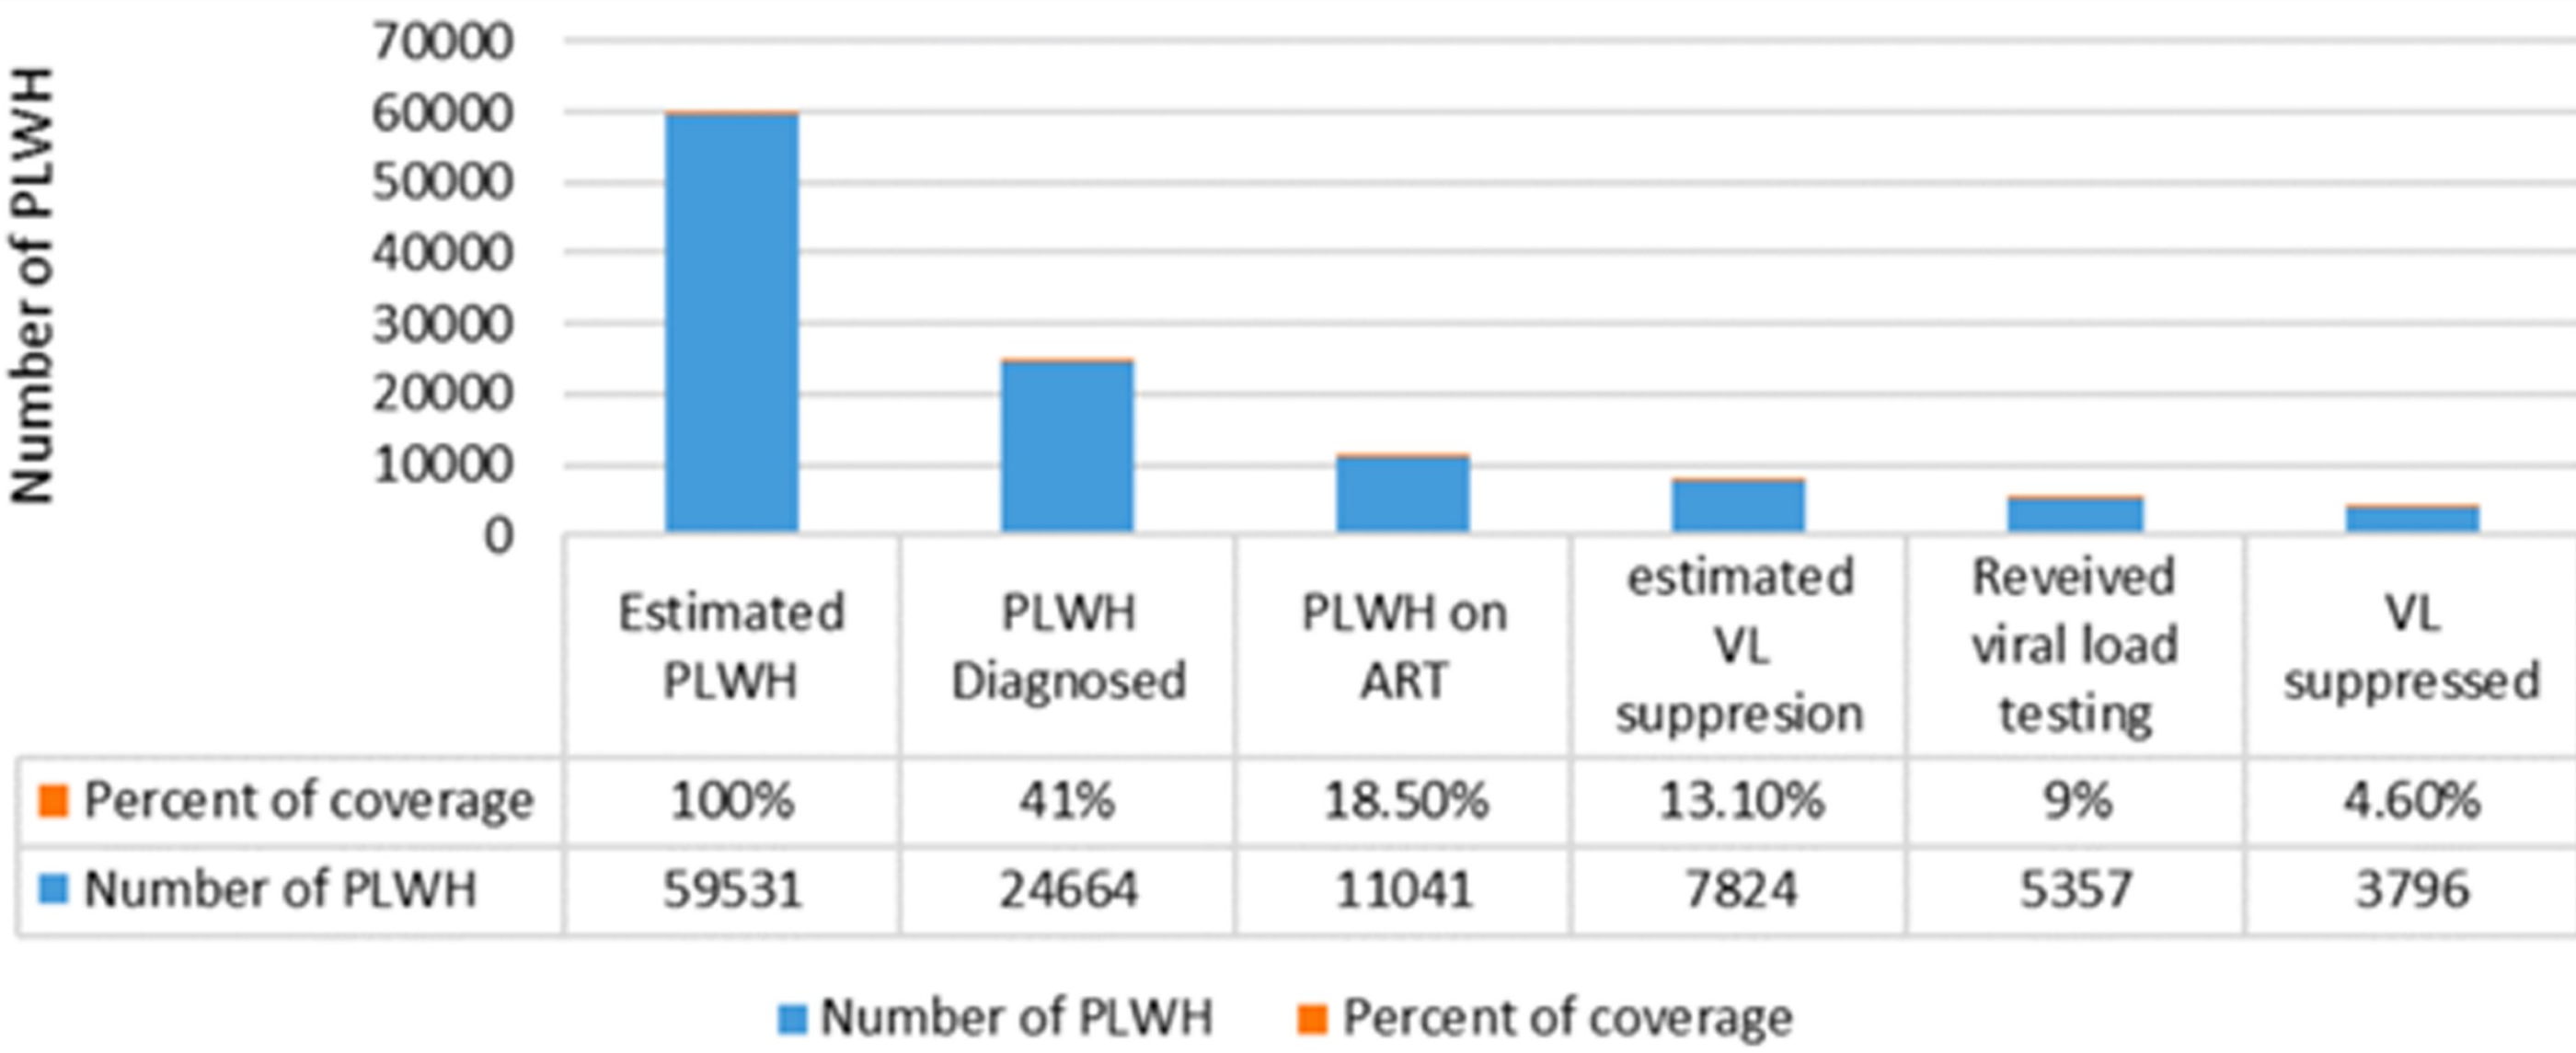 Number of PLWH
70000
60000
50000
40000
30000
20000
10000
0
Estimated
PLWH
PLWH
Diagnosed
PLWH on
ART
estimated
VL
suppresion
Reveived
viral load
testing
VL
suppressed
Percent of coverage 100% 41% 18.50% 13.10% 9% 4.60%
Number of PLWH 59531 24664 11041 7824 5357 3796
Number of PLWH Percent of coverage